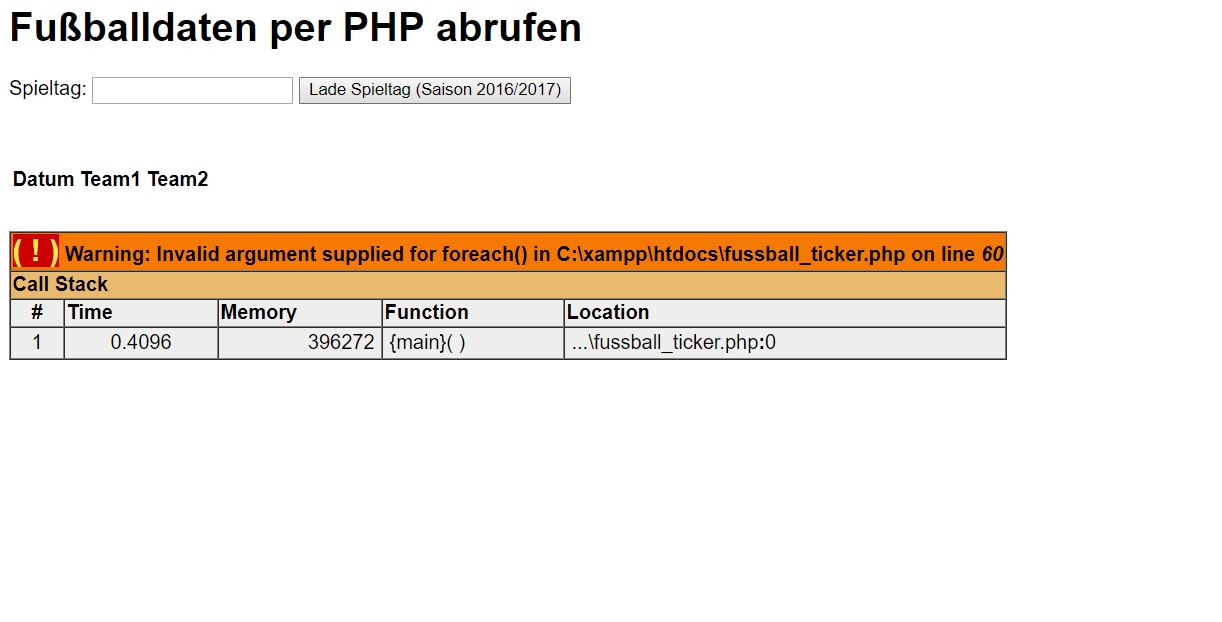 Fußballdaten per PHP abrufen
Spieltag: Lade Spieltag (Saison 2016/2017)
Datum Team1 Team2
( ! ) Warning: Invalid argument supplied for foreach() in C:\xampp\htdocs\fussball_ticker.php on line 60
Call Stack
# Time Memory Function Location
1 0.4096 396272 {main}( ) ...\fussball_ticker.php:0